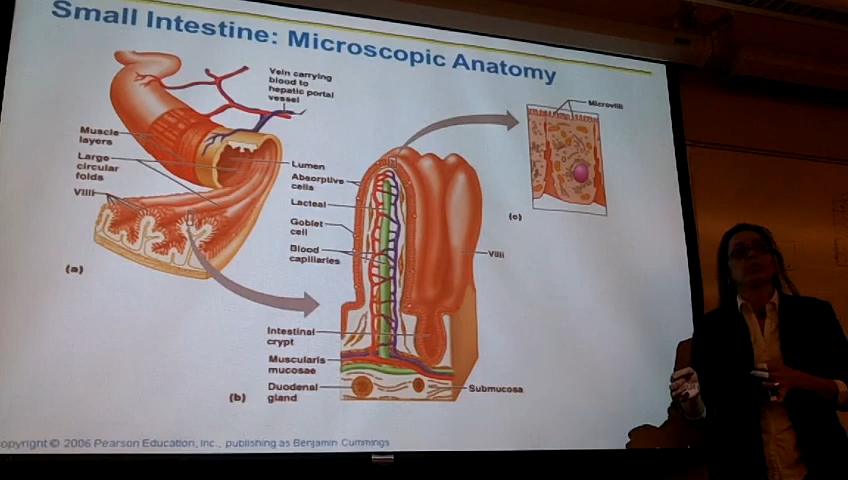 Small Intestine: Microscopic Anatomy
Vein carrying
blood to
hepatic portal
vessel
Muscle
layers
Large
circular
folds
Villi
(a)
Lumen
Absorptive
cells
Lacteal
Goblet
cell
Blood
capillaries
Villi
Intestinal
crypt
Muscularis
mucosae
Duodenal
gland
Submucosa
(b)
Microvilli
(c)
opyright © 2006 Pearson Education, Inc., publishing as Benjamin Cummings